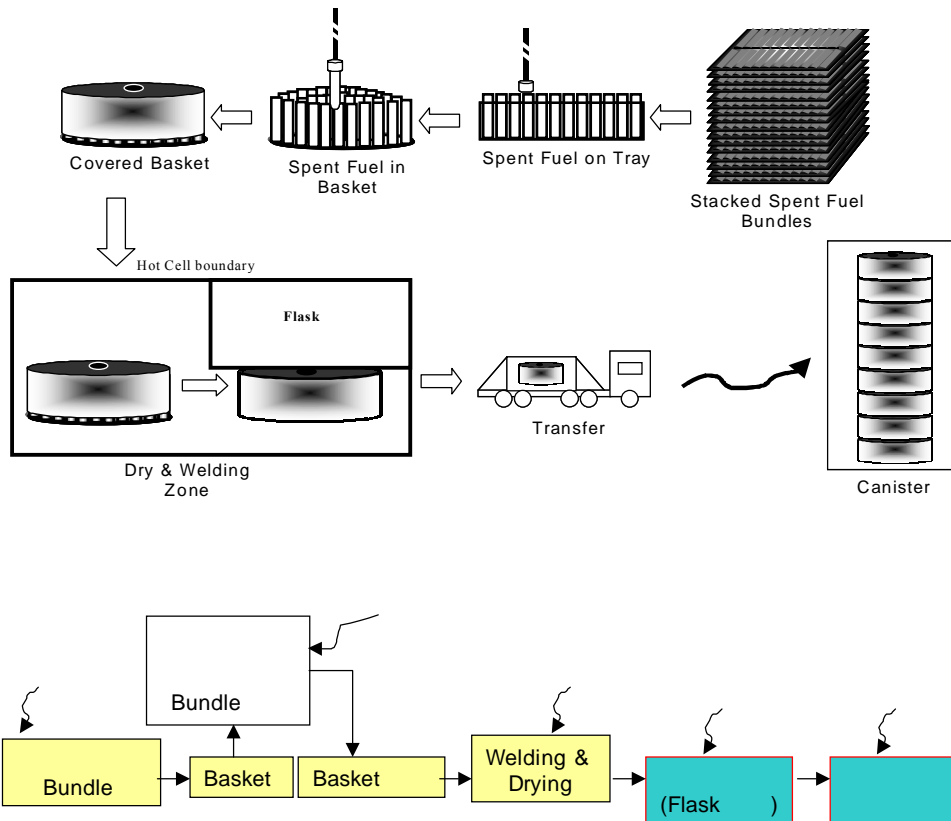 Covered Basket
Spent Fuel in
Basket
Spent Fuel on Tray
Stacked Spent Fuel
Bundles
Hot Cell boundary
Flask
Dry & Welding
Zone
Transfer
Canister
Bundle
Bundle
Basket
Basket
Welding &
Drying
(Flask )